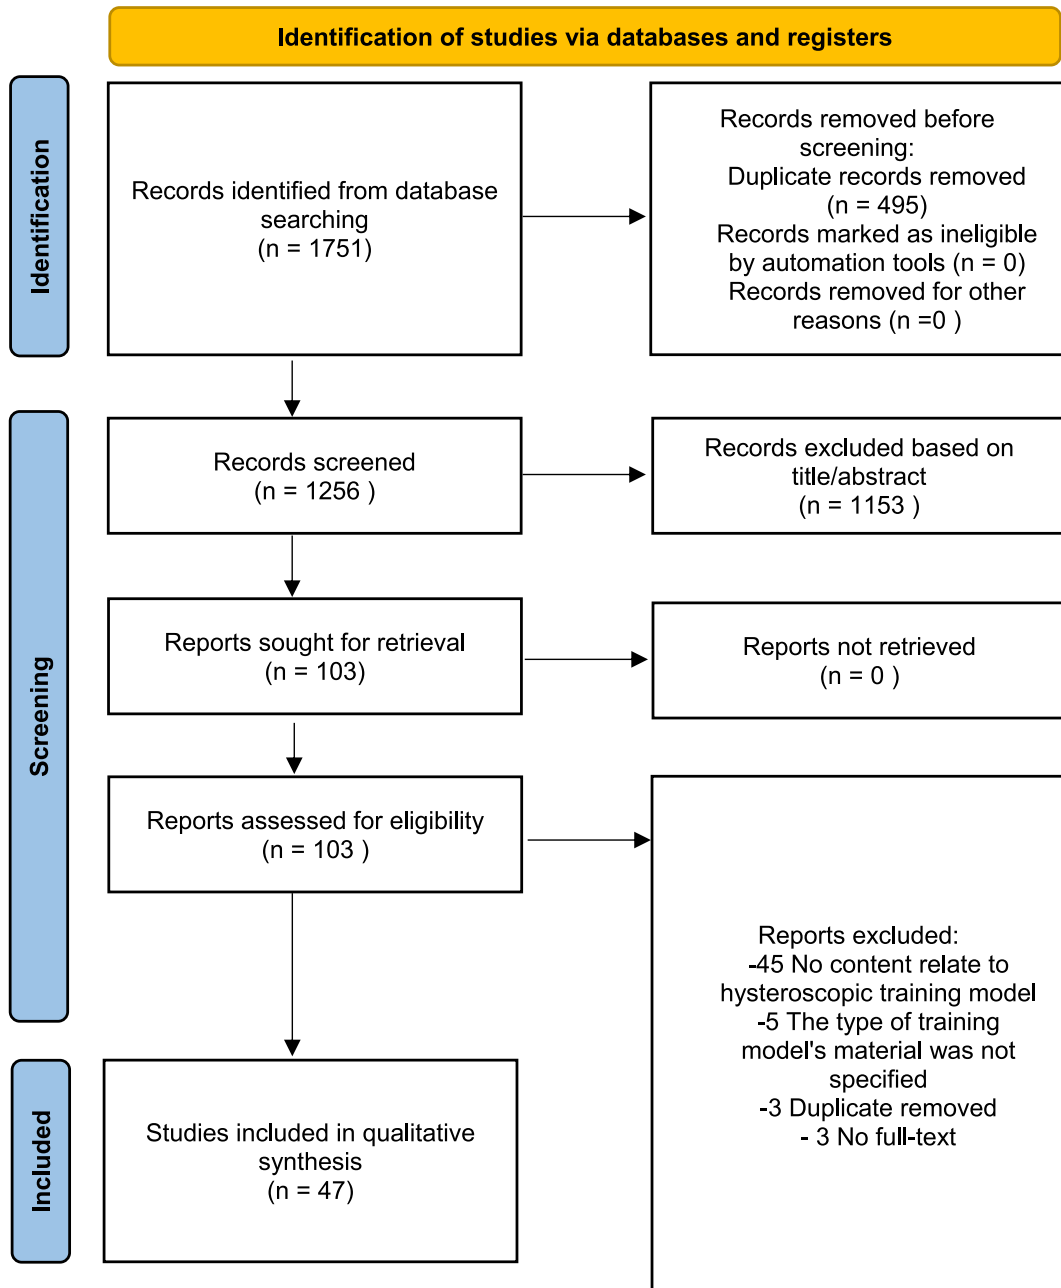 Identification of studies via databases and registers
Identification
Records identified from database
searching
(n = 1751)
Records removed before
screening:
Duplicate records removed
(n = 495)
Records marked as ineligible
by automation tools (n = 0)
Records removed for other
reasons (n =0 )
Screening
Records screened
(n = 1256 )
Records excluded based on
title/abstract
(n = 1153 )
Reports sought for retrieval
(n = 103)
Reports not retrieved
(n = 0 )
Reports assessed for eligibility
(n = 103 )
Reports excluded:
-45 No content relate to
hysteroscopic training model
-5 The type of training
model's material was not
specified
-3 Duplicate removed
- 3 No full-text
Included
Studies included in qualitative
synthesis
(n = 47)